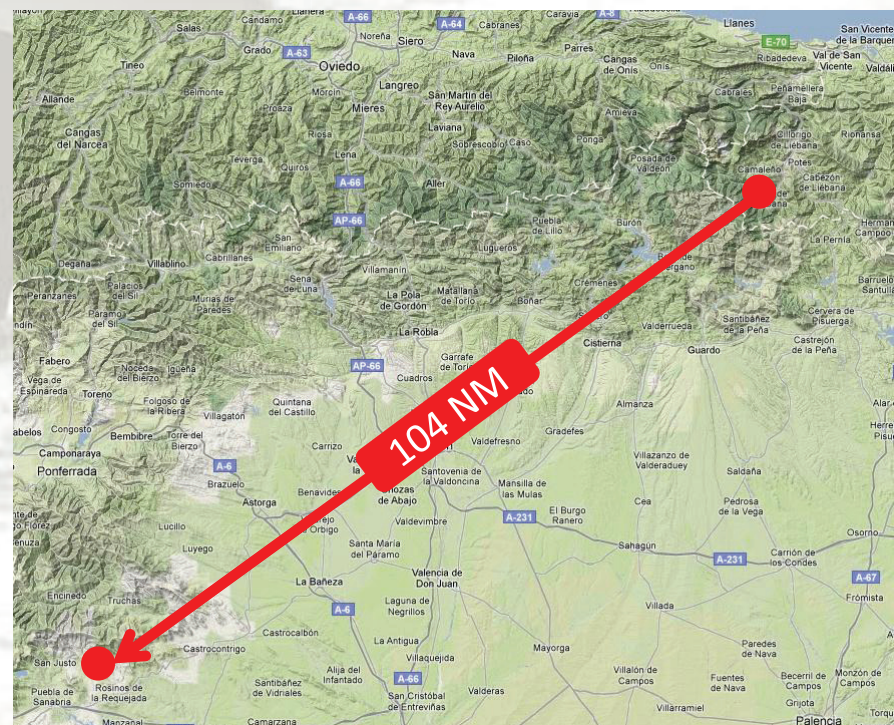 Llanera
Candamo
A-66
A-64
Cabranes
Caravia
A-8
Llanes
San Vicente
de la Barquer
Salas
Noreña
Siero
Grado
A-63
Nava
Piloña
Parres
E-70
Ribadedeva
Val de San
Vicente
Valdáli
Tineo
Oviedo
Cangas
de Onís
Onís
Langreo
Allande
Belmonte
Morcín
Proaza
Mieres
San Martín del
Rey Aurelio
Cabrales
Peñamellera
Baja
Amieva
Cangas
del Narcea
Riosa
Laviana
Sobrescobio
Caso
Ponga
Cillórigo
de Liébana
Rionansa
Teverga
Quirós
Lena
Posada de
Valdeón
Camaleño
Potes
Cabezón
de Liébana
Somiedo
A-66
Aller
AP-66
Puebla
de Lillo
Burón
Herman
Campoo
San
Emiliano
Lugueros
La Pernía
Degaña
Villablino
Cabrillanes
Villamanín
Peranzanes
Palacios
del Sil
Sena
de Luna
Crémenes
Barruelo
Santullá
Páramo
del Sil
Murias de
Paredes
La Pola
de Gordón
Matallana
de Torío
Boñar
Cervera de
Pisuerga
La Robla
Valderrueda
Santibáñez
de la Peña
Castrejón
de la Peña
Fabero
Noceda
del Bierzo
Igüeña
AP-66
Garrafe
de Torío
Cistierna
Guardo
Vega de
Espinareda
Toreno
Cuadros
Folgoso de
la Ribera
Quintana
del Castillo
104 NM
Almanza
Villagatón
Congosto
Bembibre
Torre del
Bierzo
Carrizo
Valdefresno
Gradefes
Camponaraya
A-6
Villazanzo de
Valderaduey
Ponferrada
Brazuelo
Santovenia de
la Valdoncina
Saldaña
Astorga
Benavides
Chozas
de Abajo
Mansilla de
las Mulas
Cea
Pedrosa
de la Vega
Lucillo
Valdevimbre
A-231
El Burgo
Ranero
Osorno
Luyego
Santa María
del Páramo
Sahagún
A-231
Carrión de
los Condes
La Bañeza
Valencia de
Don Juan
A-67
Encinedo
Truchas
A-6
Laguna de
Negrillos
Villada
Frómista
Castrocalbón
San Justo
Castrocontrigo
La Antigua
Mayorga
Paredes
de Nava
Villaquejida
Puebla de
Sanabria
Rosinos de
la Requejada
Santibáñez
de Vidriales
Alija del
Infantado
A-66
Villalón de
Campos
Fuentes
de Nava
Becerril de
Campos
Monzón de
Campos
San Cristóbal
de Entreviñas
Valderas
Grijota
Manzanal
Camarzana
Villarramiel
Palencia